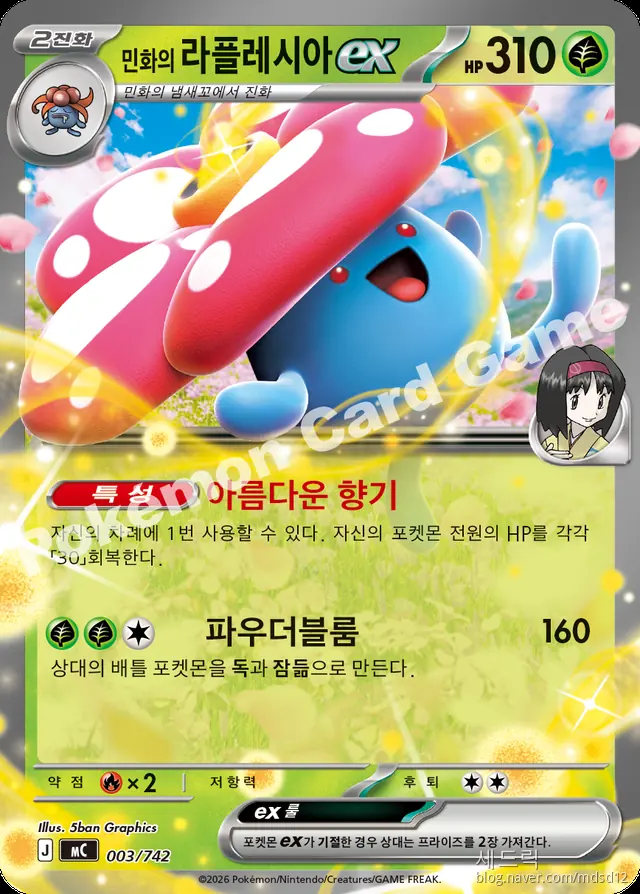 2진화
민화의 라플레시아 ex
HP 310
민화의 냄새꼬에서 진화
Pokémon Card Game
특성 아름다운 향기
자신의 차례에 1번 사용할 수 있다. 자신의 포켓몬 전원의 HP를 각각
「30」회복한다.
파우더블룸 160
상대의 배틀 포켓몬을 독과 잠듦으로 만든다.
약점 ×2 저항력 후퇴
ex 룰
포켓몬 ex가 기절한 경우 상대는 프라이즈를 2장 가져간다.
Illus. 5ban Graphics
J mC 003/742
©2026 Pokémon/Nintendo/Creatures/GAME FREAK.
세드릭
blog.naver.com/mdsd12